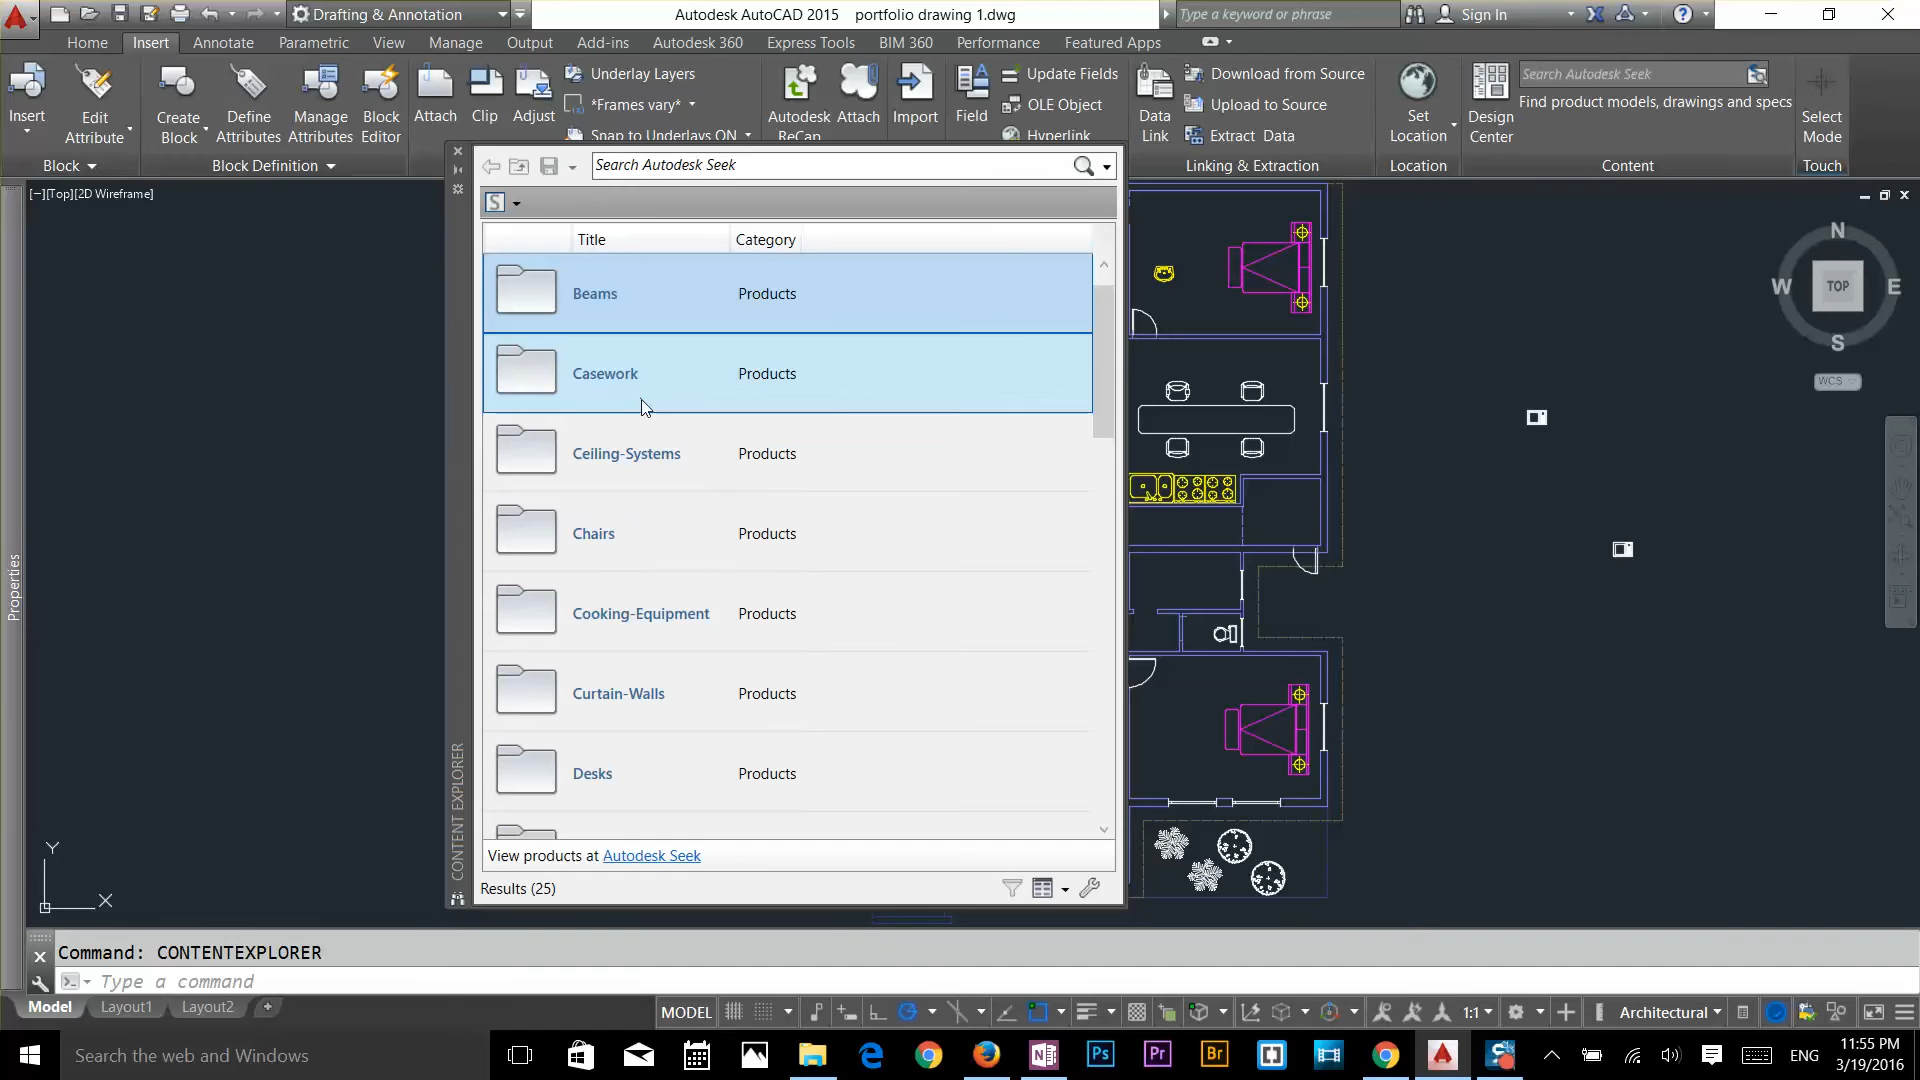 Drafting & Annotation
Autodesk AutoCAD 2015 portfolio drawing 1.dwg
Type a keyword or phrase
Sign In
Home Insert Annotate Parametric View Manage Output Add-ins Autodesk 360 Express Tools BIM 360 Performance Featured Apps
Insert
Edit
Attribute
Create
Block
Define
Attributes
Manage
Attributes
Block
Editor
Attach
Clip
Adjust
Underlay Layers
*Frames vary*
Snap to Underlays ON
Autodesk
ReCap
Attach
Import
Field
Update Fields
OLE Object
Hyperlink
Data
Link
Download from Source
Upload to Source
Extract Data
Set
Location
Design
Center
Search Autodesk Seek
Find product models, drawings and specs
Select
Mode
Block
Block Definition
Linking & Extraction
Location
Content
Touch
[−][Top][2D Wireframe]
Search Autodesk Seek
S
Title Category
Beams Products
Casework Products
Ceiling-Systems Products
Chairs Products
Cooking-Equipment Products
Curtain-Walls Products
Desks Products
View products at Autodesk Seek
Results (25)
CONTENT EXPLORER
Properties
N
W TOP E
S
WCS
Y
X
Command: CONTENTEXPLORER
Type a command
Model Layout1 Layout2
MODEL
1:1
Architectural
Search the web and Windows
Ps
Pr
Br
ENG
11:55 PM
3/19/2016